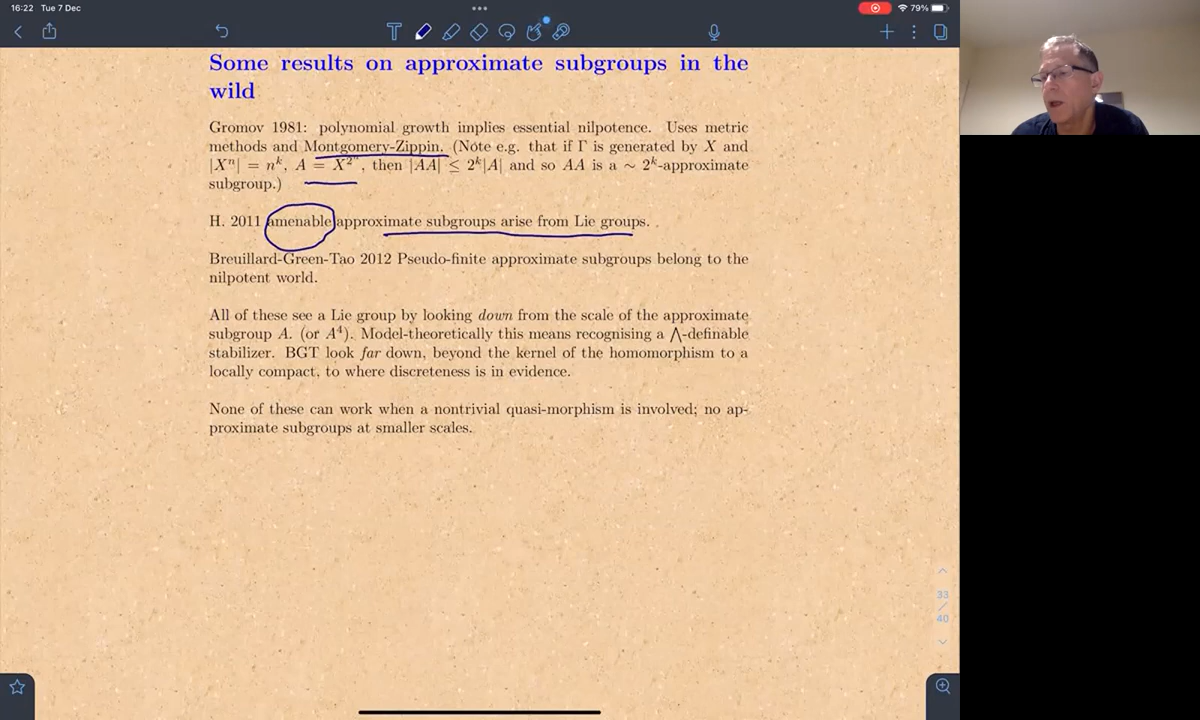 16:22 Tue 7 Dec
79%
Some results on approximate subgroups in the
wild
Gromov 1981: polynomial growth implies essential nilpotence. Uses metric
methods and Montgomery-Zippin. (Note e.g. that if Γ is generated by X and
|Xⁿ| = nᵏ, A = X²ⁿ, then |AA| ≤ 2ᵏ|A| and so AA is a ∼ 2ᵏ-approximate
subgroup.)
H. 2011 amenable approximate subgroups arise from Lie groups.
Breuillard-Green-Tao 2012 Pseudo-finite approximate subgroups belong to the
nilpotent world.
All of these see a Lie group by looking down from the scale of the approximate
subgroup A. (or A⁴). Model-theoretically this means recognising a ⋀-definable
stabilizer. BGT look far down, beyond the kernel of the homomorphism to a
locally compact, to where discreteness is in evidence.
None of these can work when a nontrivial quasi-morphism is involved; no ap-
proximate subgroups at smaller scales.
33
/
40